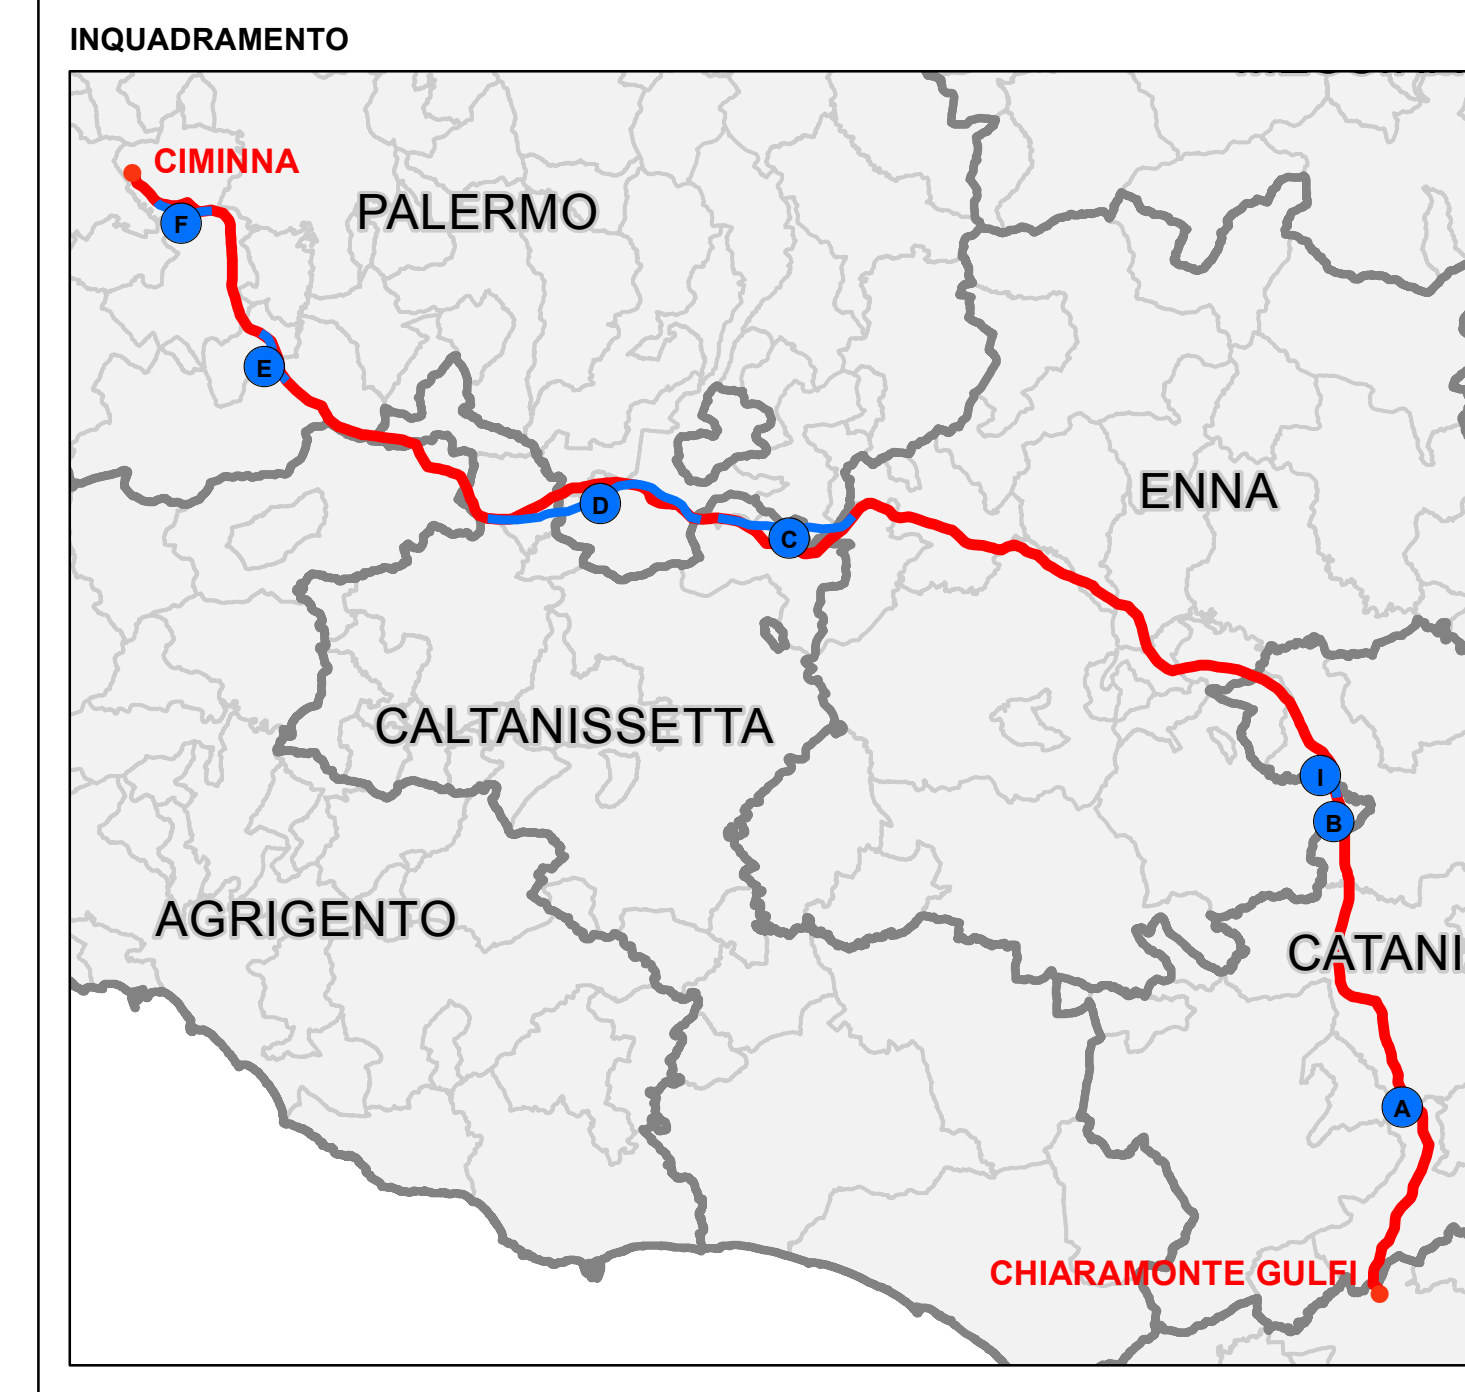 INQUADRAMENTO
CIMINNA
PALERMO
F
E
ENNA
D
C
CALTANISSETTA
I
B
AGRIGENTO
CATANI
A
CHIARAMONTE GULFI